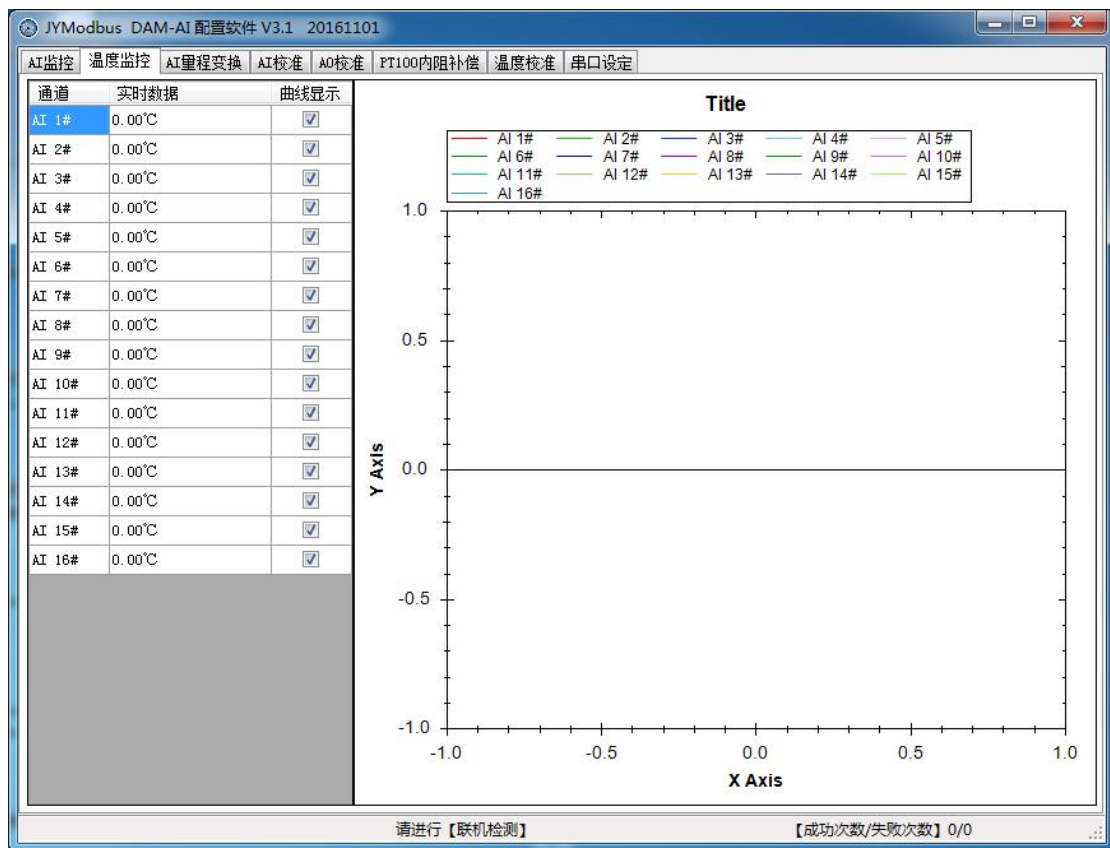 JYModbus DAM-AI 配置软件 V3.1 20161101
AI监控 温度监控 AI量程变换 AI校准 AO校准 PT100内阻补偿 温度校准 串口设定
通道 实时数据 曲线显示
AI 1# 0.00℃
AI 2# 0.00℃
AI 3# 0.00℃
AI 4# 0.00℃
AI 5# 0.00℃
AI 6# 0.00℃
AI 7# 0.00℃
AI 8# 0.00℃
AI 9# 0.00℃
AI 10# 0.00℃
AI 11# 0.00℃
AI 12# 0.00℃
AI 13# 0.00℃
AI 14# 0.00℃
AI 15# 0.00℃
AI 16# 0.00℃
Title
AI 1# AI 2# AI 3# AI 4# AI 5#
AI 6# AI 7# AI 8# AI 9# AI 10#
AI 11# AI 12# AI 13# AI 14# AI 15#
AI 16#
1.0
0.5
0.0
-0.5
-1.0
Y Axis
-1.0 -0.5 0.0 0.5 1.0
X Axis
请进行【联机检测】 【成功次数/失败次数】0/0